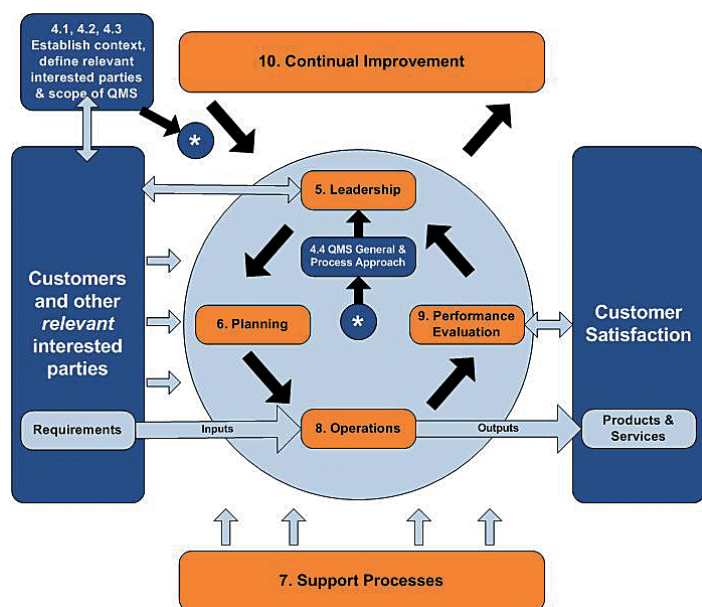 4.1, 4.2, 4.3
Establish context,
define relevant
interested parties
& scope of QMS
10. Continual Improvement
*
5. Leadership
4.4 QMS General &
Process Approach
Customers
and other
relevant
interested
parties
6. Planning
*
9. Performance
Evaluation
Customer
Satisfaction
Requirements
Inputs
8. Operations
Outputs
Products &
Services
7. Support Processes